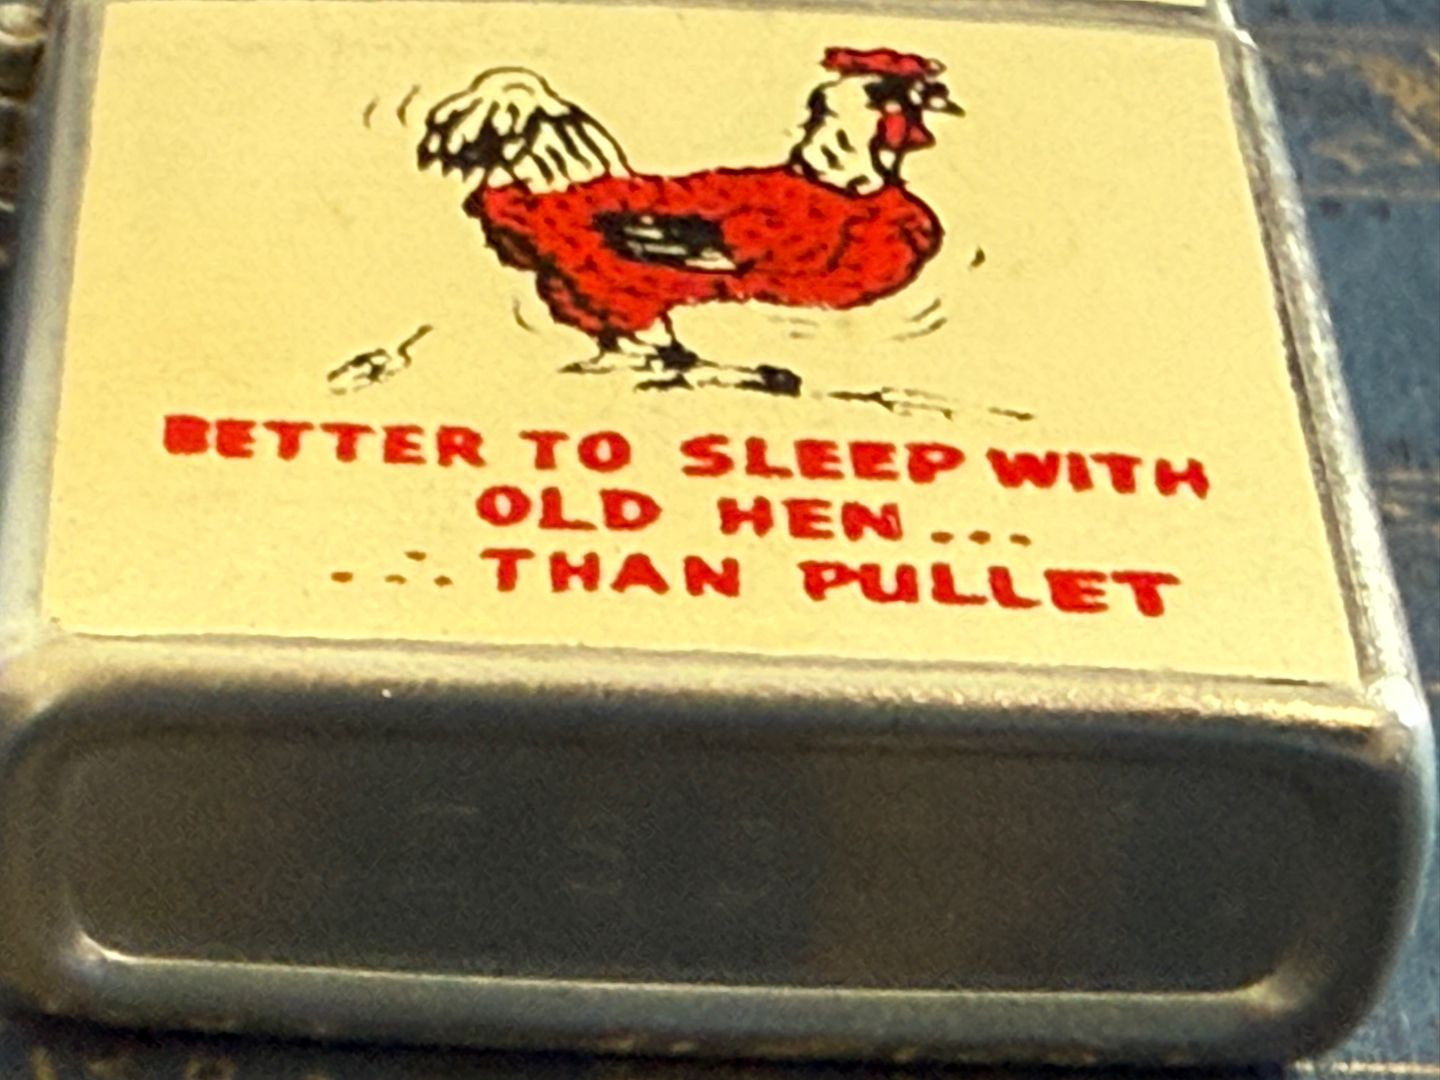 BETTER TO SLEEP WITH
OLD HEN...
...THAN PULLET